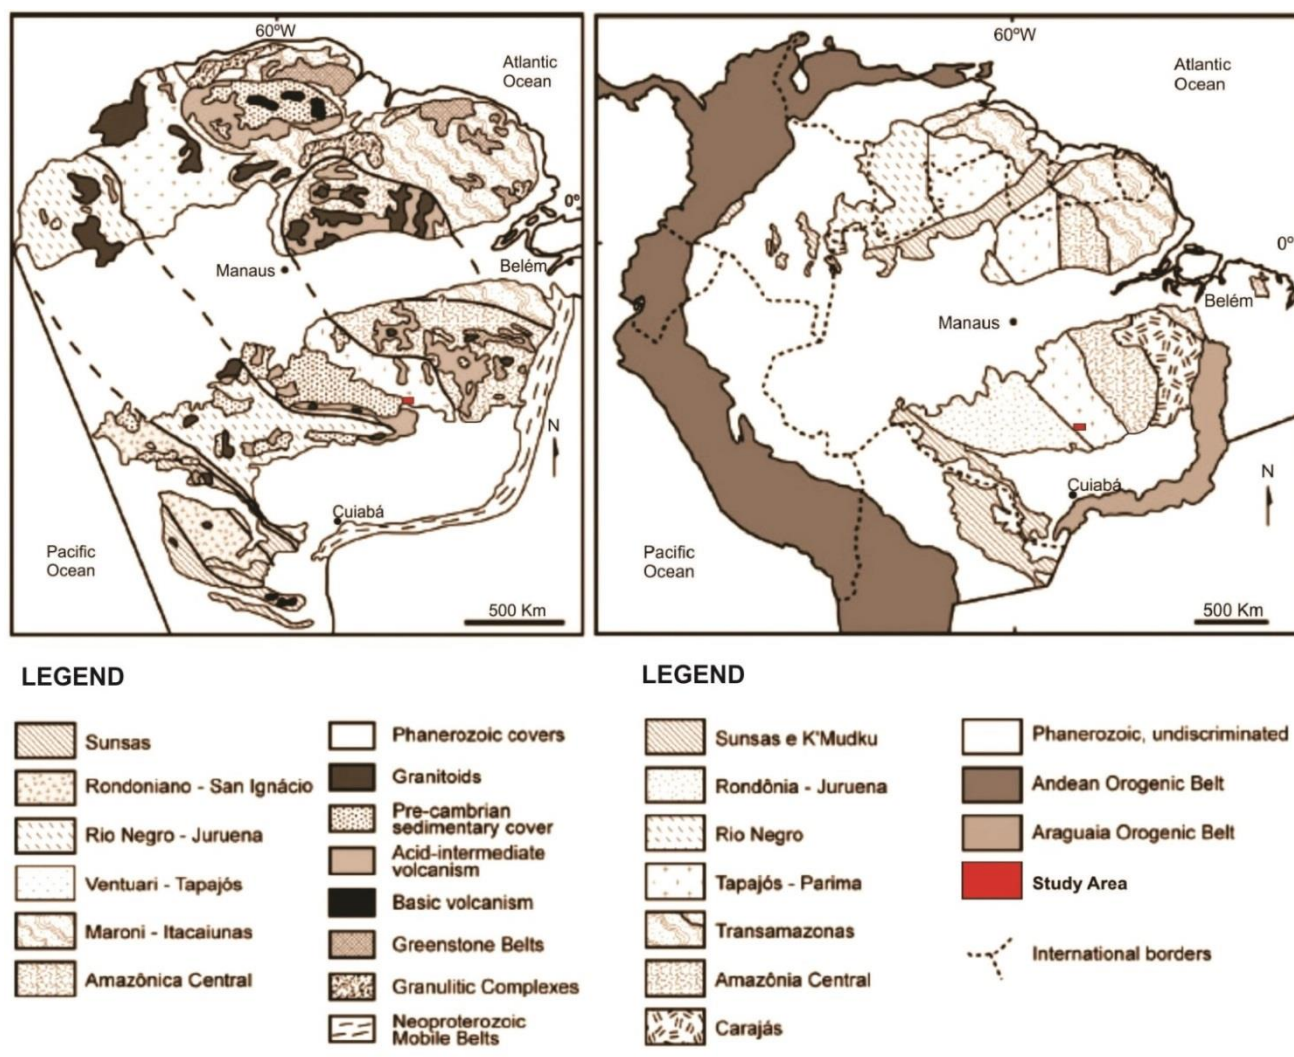 60ºW
Atlantic
Ocean
0º
Manaus
Belém
N
Cuiabá
Pacific
Ocean
500 Km
60ºW
Atlantic
Ocean
0º
Belém
Manaus
N
Cuiabá
Pacific
Ocean
500 Km
LEGEND
Sunsas
Rondoniano - San Ignácio
Rio Negro - Juruena
Ventuari - Tapajós
Maroni - Itacaiunas
Amazônica Central
Phanerozoic covers
Granitoids
Pre-cambrian
sedimentary cover
Acid-intermediate
volcanism
Basic volcanism
Greenstone Belts
Granulitic Complexes
Neoproterozoic
Mobile Belts
LEGEND
Sunsas e K'Mudku
Rondônia - Juruena
Rio Negro
Tapajós - Parima
Transamazonas
Amazônia Central
Carajás
Phanerozoic, undiscriminated
Andean Orogenic Belt
Araguaia Orogenic Belt
Study Area
International borders